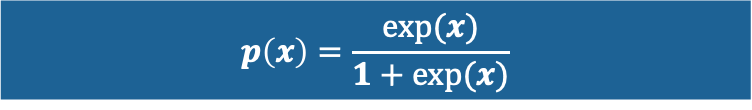 p(x) = exp(x) / 1 + exp(x)